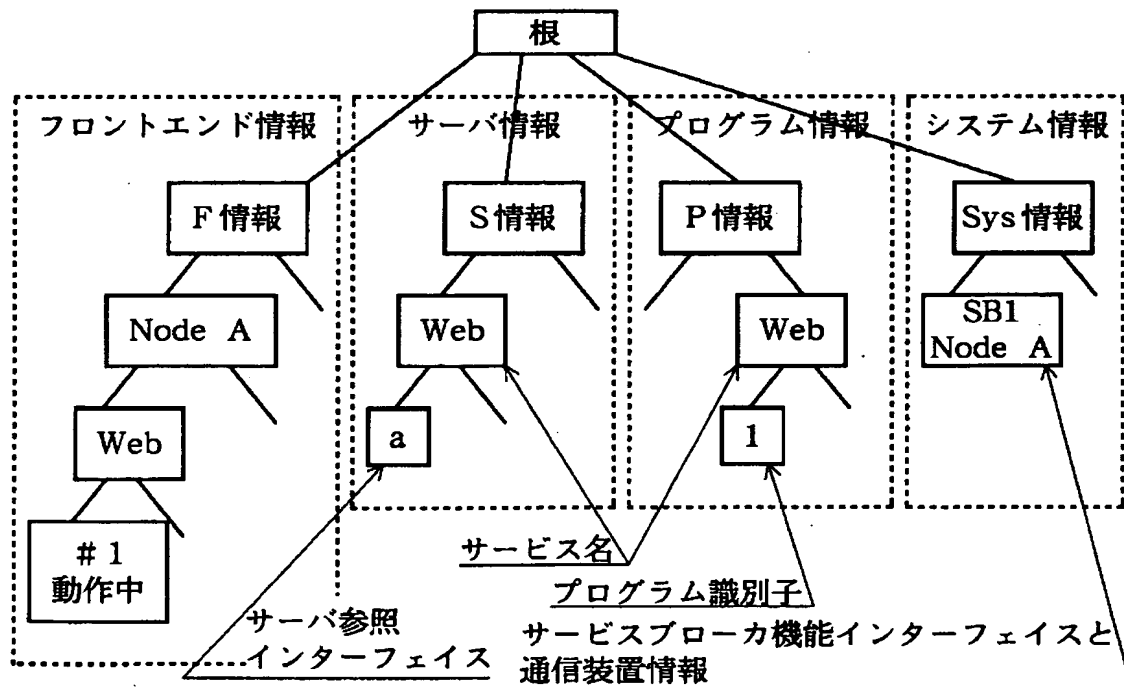 根
フロントエンド情報
サーバ情報
プログラム情報
システム情報
F情報
S情報
P情報
Sys情報
Node A
Web
Web
SB1
Node A
Web
a
1
#1
動作中
サービス名
プログラム識別子
サーバ参照
インターフェイス
サービスブローカ機能インターフェイスと
通信装置情報